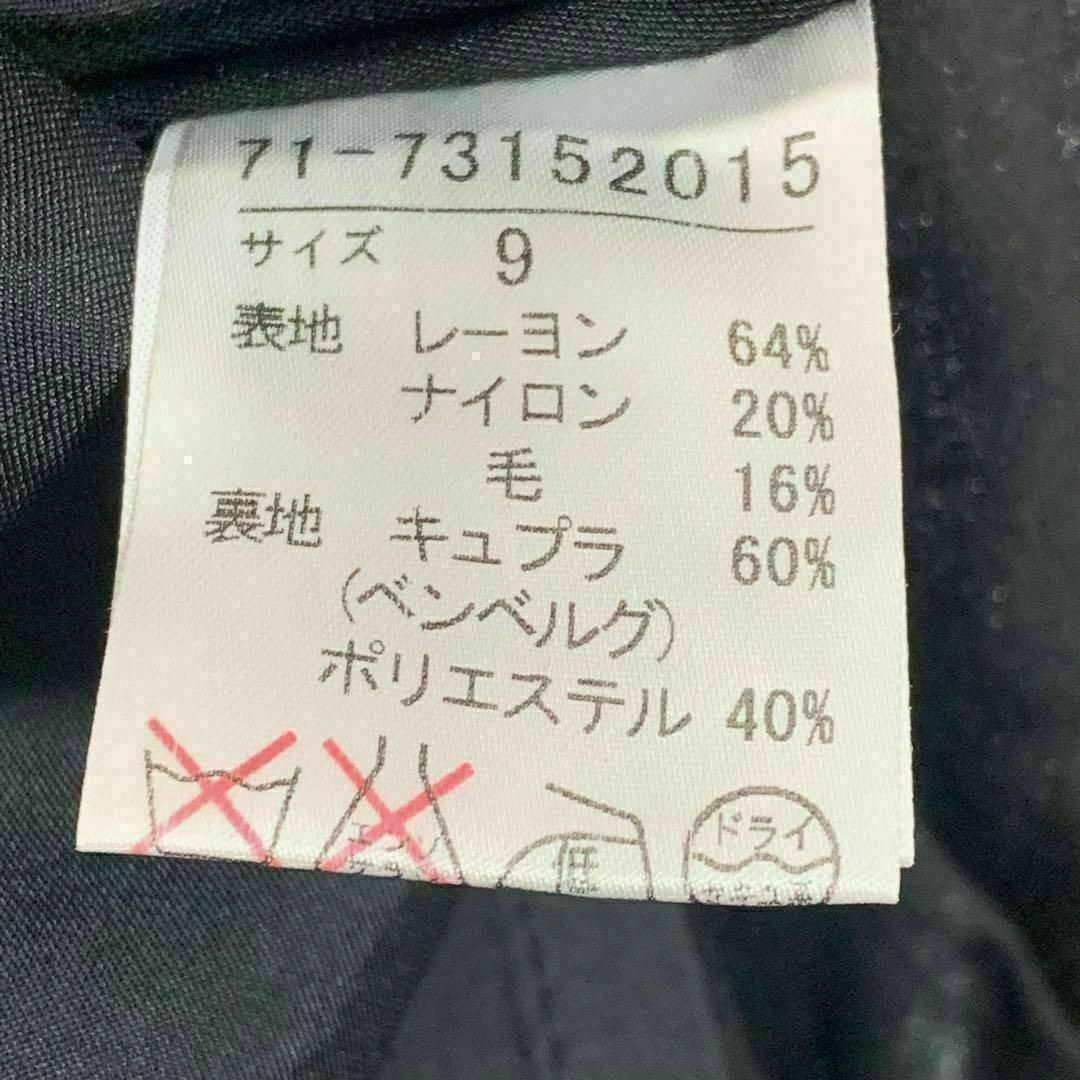 71-73152015
サイズ 9
表地 レーヨン 64%
ナイロン 20%
毛 16%
裏地 キュプラ 60%
(ベンベルグ)
ポリエステル 40%
ドライ